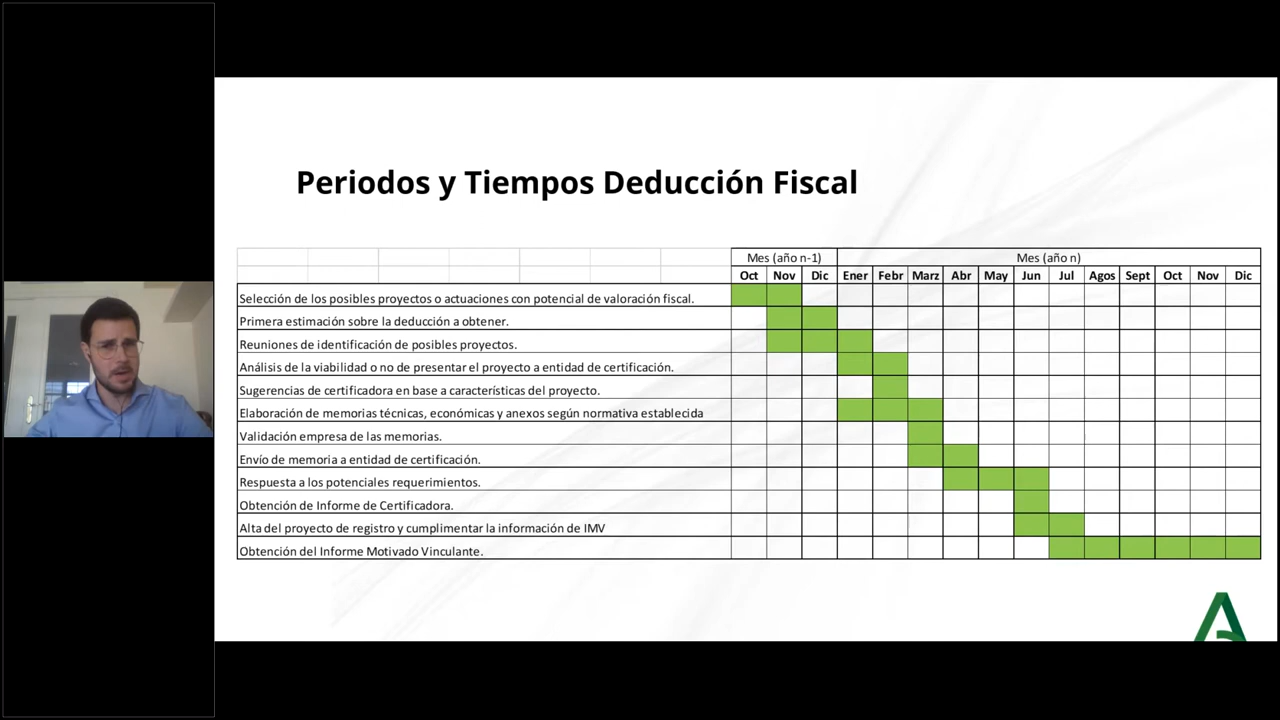 Periodos y Tiempos Deducción Fiscal
Mes (año n-1) Mes (año n)
Oct Nov Dic Ener Febr Marz Abr May Jun Jul Agos Sept Oct Nov Dic
Selección de los posibles proyectos o actuaciones con potencial de valoración fiscal.
Primera estimación sobre la deducción a obtener.
Reuniones de identificación de posibles proyectos.
Análisis de la viabilidad o no de presentar el proyecto a entidad de certificación.
Sugerencias de certificadora en base a características del proyecto.
Elaboración de memorias técnicas, económicas y anexos según normativa establecida
Validación empresa de las memorias.
Envío de memoria a entidad de certificación.
Respuesta a los potenciales requerimientos.
Obtención de Informe de Certificadora.
Alta del proyecto de registro y cumplimentar la información de IMV
Obtención del Informe Motivado Vinculante.